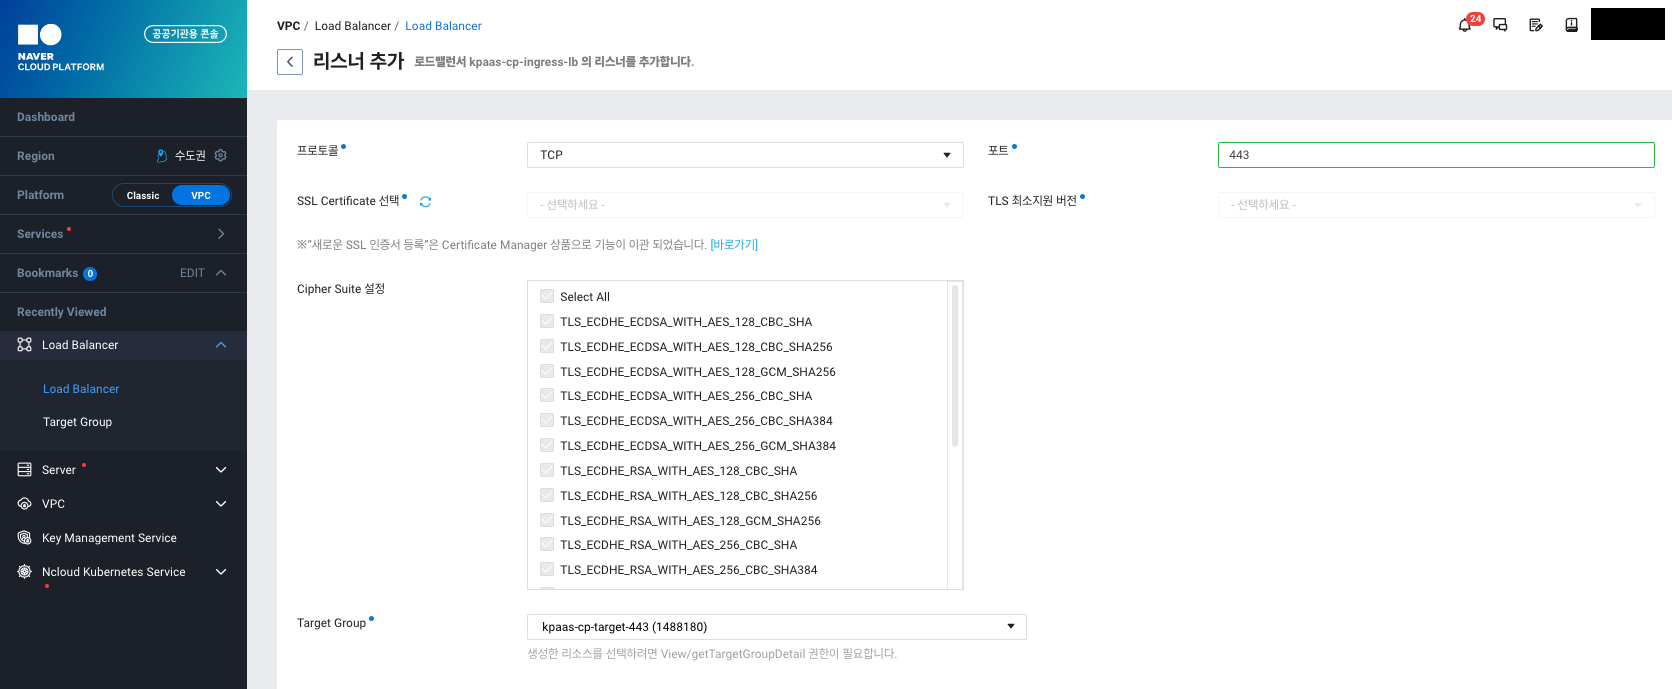 NAVER
CLOUD PLATFORM
공공기관용 콘솔
Dashboard
Region 수도권
Platform Classic VPC
Services
Bookmarks 0 EDIT
Recently Viewed
Load Balancer
Load Balancer
Target Group
Server
VPC
Key Management Service
Ncloud Kubernetes Service
VPC / Load Balancer / Load Balancer
24
리스너 추가 로드밸런서 kpaas-cp-ingress-lb 의 리스너를 추가합니다.
프로토콜 TCP 포트 443
SSL Certificate 선택 - 선택하세요 - TLS 최소지원 버전 - 선택하세요 -
※"새로운 SSL 인증서 등록"은 Certificate Manager 상품으로 기능이 이관 되었습니다. [바로가기]
Cipher Suite 설정
Select All
TLS_ECDHE_ECDSA_WITH_AES_128_CBC_SHA
TLS_ECDHE_ECDSA_WITH_AES_128_CBC_SHA256
TLS_ECDHE_ECDSA_WITH_AES_128_GCM_SHA256
TLS_ECDHE_ECDSA_WITH_AES_256_CBC_SHA
TLS_ECDHE_ECDSA_WITH_AES_256_CBC_SHA384
TLS_ECDHE_ECDSA_WITH_AES_256_GCM_SHA384
TLS_ECDHE_RSA_WITH_AES_128_CBC_SHA
TLS_ECDHE_RSA_WITH_AES_128_CBC_SHA256
TLS_ECDHE_RSA_WITH_AES_128_GCM_SHA256
TLS_ECDHE_RSA_WITH_AES_256_CBC_SHA
TLS_ECDHE_RSA_WITH_AES_256_CBC_SHA384
Target Group kpaas-cp-target-443 (1488180)
생성한 리소스를 선택하려면 View/getTargetGroupDetail 권한이 필요합니다.